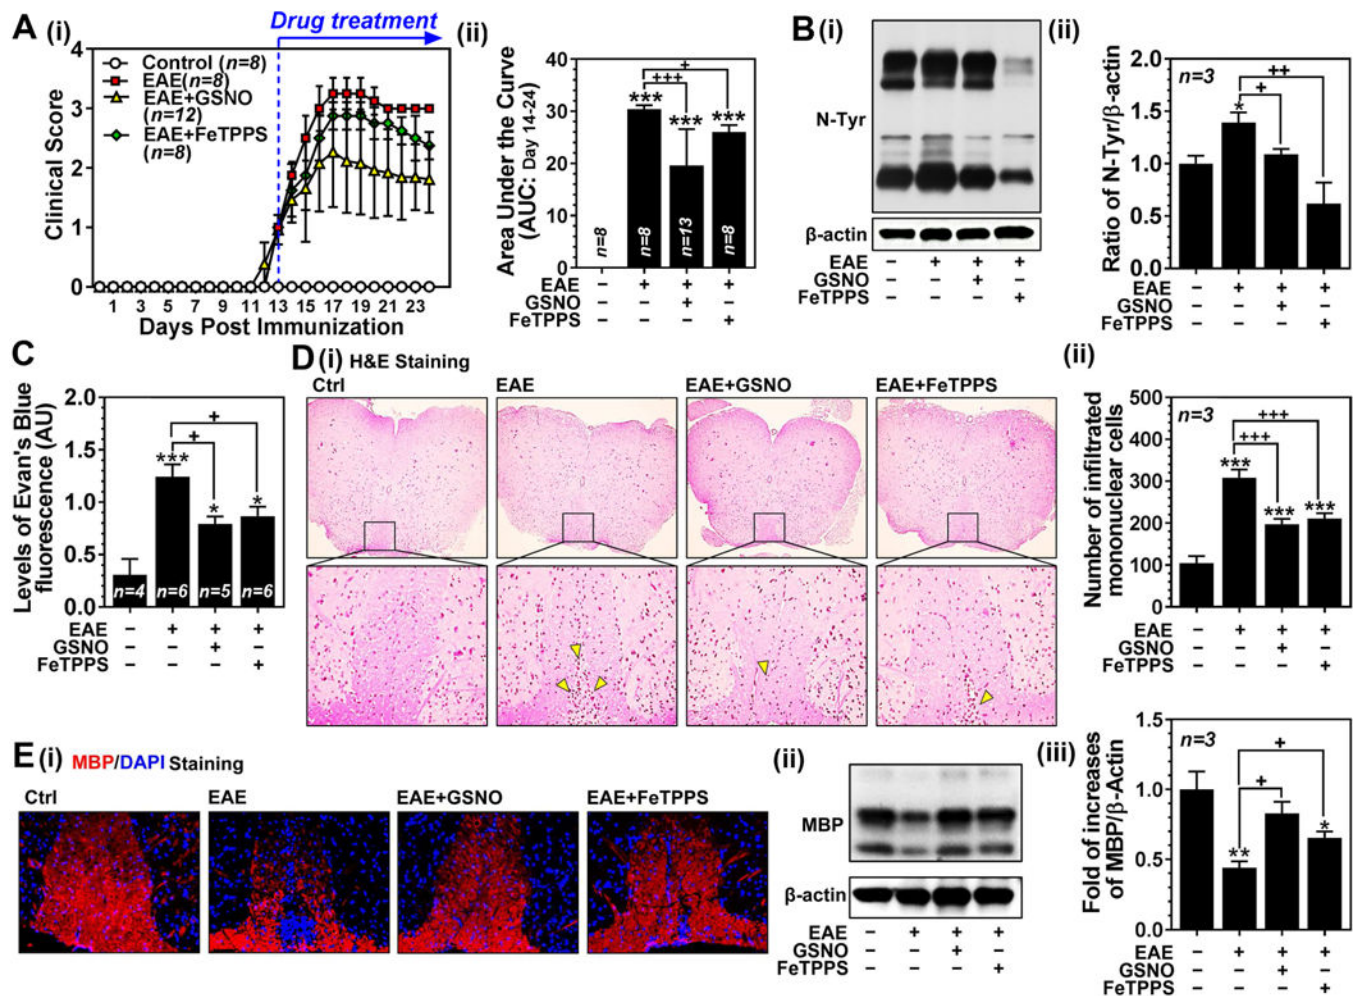 A (i)
Drug treatment
Clinical Score
4
3
2
1
0
Control (n=8)
EAE(n=8)
EAE+GSNO
(n=12)
EAE+FeTPPS
(n=8)
1 3 5 7 9 11 13 15 17 19 21 23
Days Post Immunization
(ii)
Area Under the Curve
(AUC: Day 14-24)
40
30
20
10
0
+
+++
*** *** ***
n=8 n=8 n=13 n=8
EAE – + + +
GSNO – – + –
FeTPPS – – – +
B (i)
N-Tyr
β-actin
EAE – + + +
GSNO – – + –
FeTPPS – – – +
(ii)
Ratio of N-Tyr/β-actin
2.0
1.5
1.0
0.5
0.0
n=3
++
+
*
EAE – + + +
GSNO – – + –
FeTPPS – – – +
C
Levels of Evan's Blue
fluorescence (AU)
2.0
1.5
1.0
0.5
0.0
+
+
*** * *
n=4 n=6 n=5 n=6
EAE – + + +
GSNO – – + –
FeTPPS – – – +
D (i) H&E Staining
Ctrl EAE EAE+GSNO EAE+FeTPPS
(ii)
Number of infiltrated
mononuclear cells
500
400
300
200
100
0
n=3
+++
+++
*** *** ***
EAE – + + +
GSNO – – + –
FeTPPS – – – +
E (i) MBP/DAPI Staining
Ctrl EAE EAE+GSNO EAE+FeTPPS
(ii)
MBP
β-actin
EAE – + + +
GSNO – – + –
FeTPPS – – – +
(iii)
Fold of increases
of MBP/β-Actin
1.5
1.0
0.5
0.0
n=3
+
+
** *
EAE – + + +
GSNO – – + –
FeTPPS – – – +